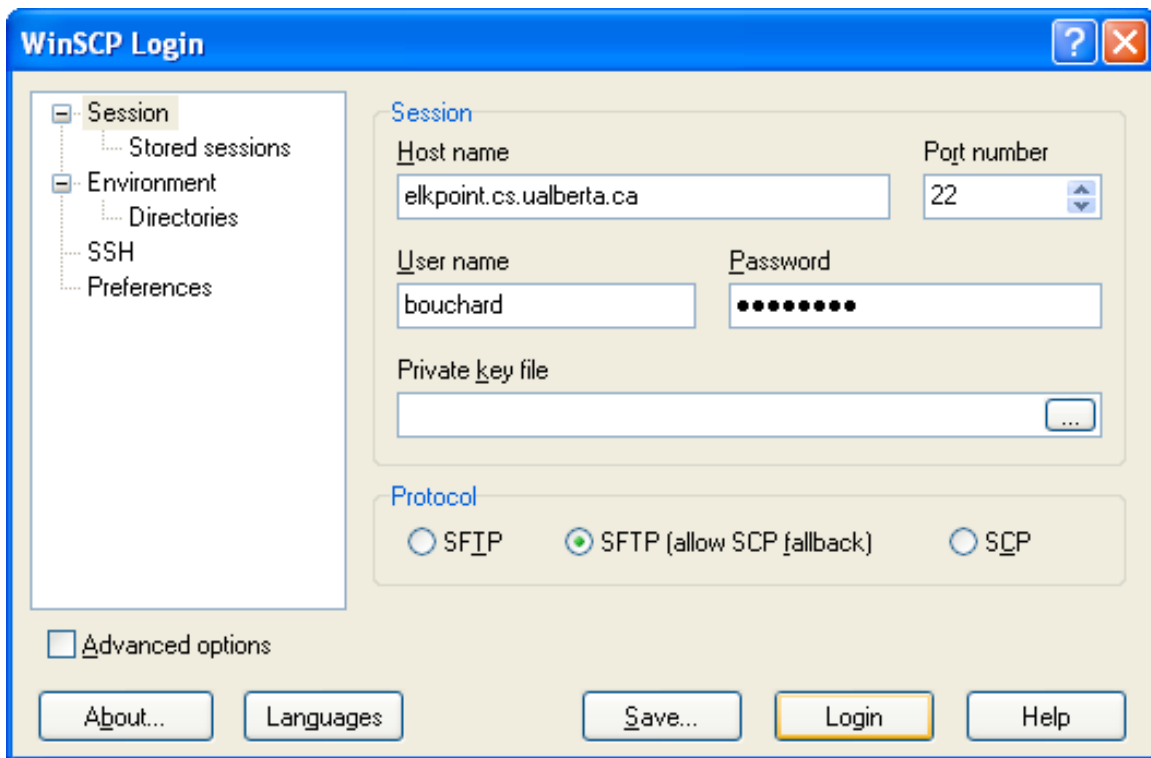 WinSCP Login
Session
Stored sessions
Environment
Directories
SSH
Preferences
Session
Host name
Port number
elkpoint.cs.ualberta.ca
22
User name
Password
bouchard
●●●●●●●●
Private key file
...
Protocol
SFTP
SFTP (allow SCP fallback)
SCP
Advanced options
About...
Languages
Save...
Login
Help